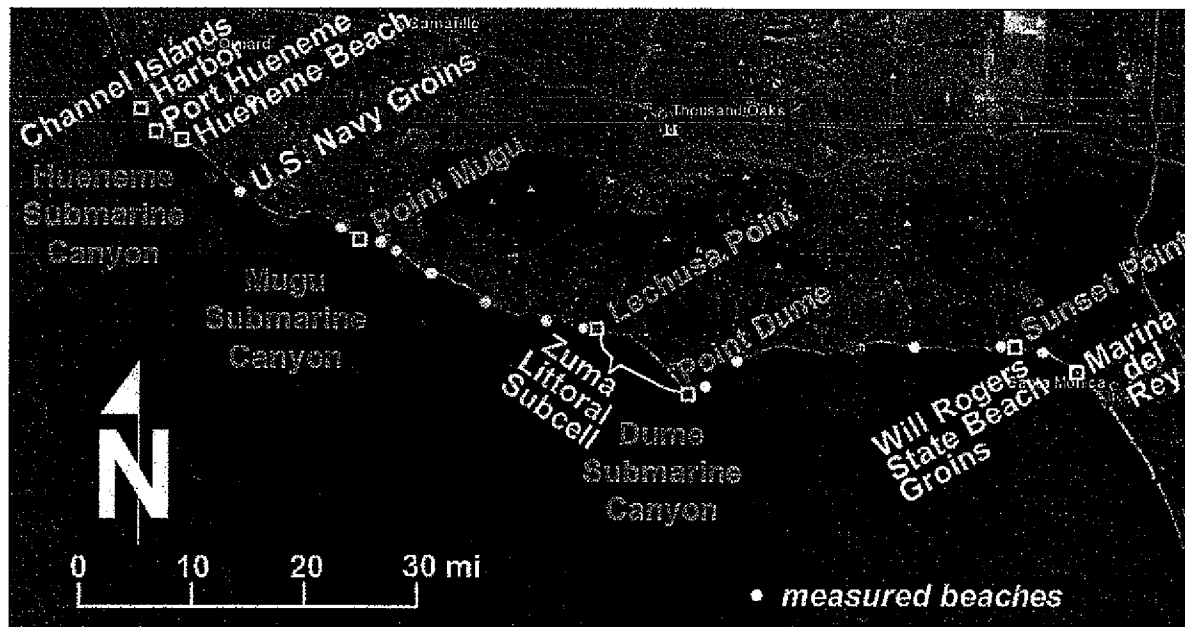 Camarillo
Oxnard
Channel Islands
Harbor
Port Hueneme
Hueneme Beach
U.S. Navy Groins
Thousand Oaks
Hueneme
Submarine
Canyon
Point Mugu
Mugu
Submarine
Canyon
Lechusa Point
Point Dume
Zuma
Littoral
Subcell
Dume
Submarine
Canyon
Sunset Point
Santa Monica
Will Rogers
State Beach
Groins
Marina
del
Rey
N
0 10 20 30 mi
measured beaches